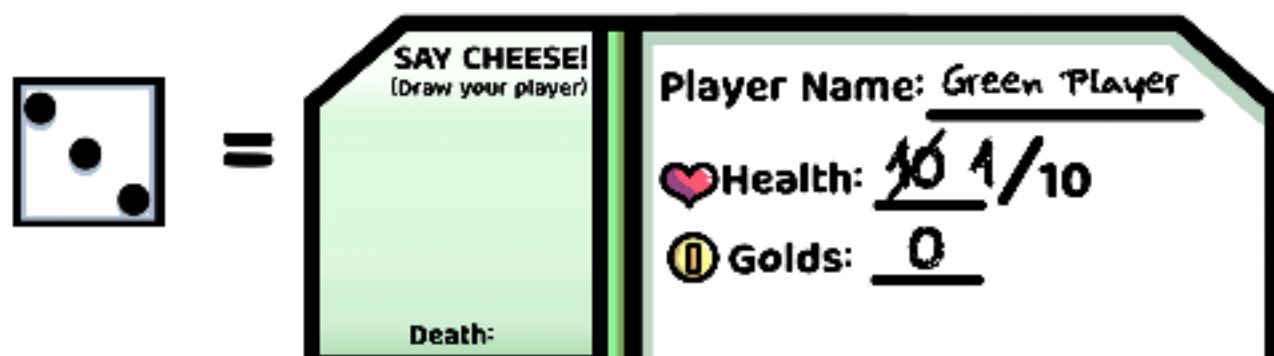 =
SAY CHEESE!
(Draw your player)
Death:
Player Name: Green Player
Health: 10 1/10
Golds: 0